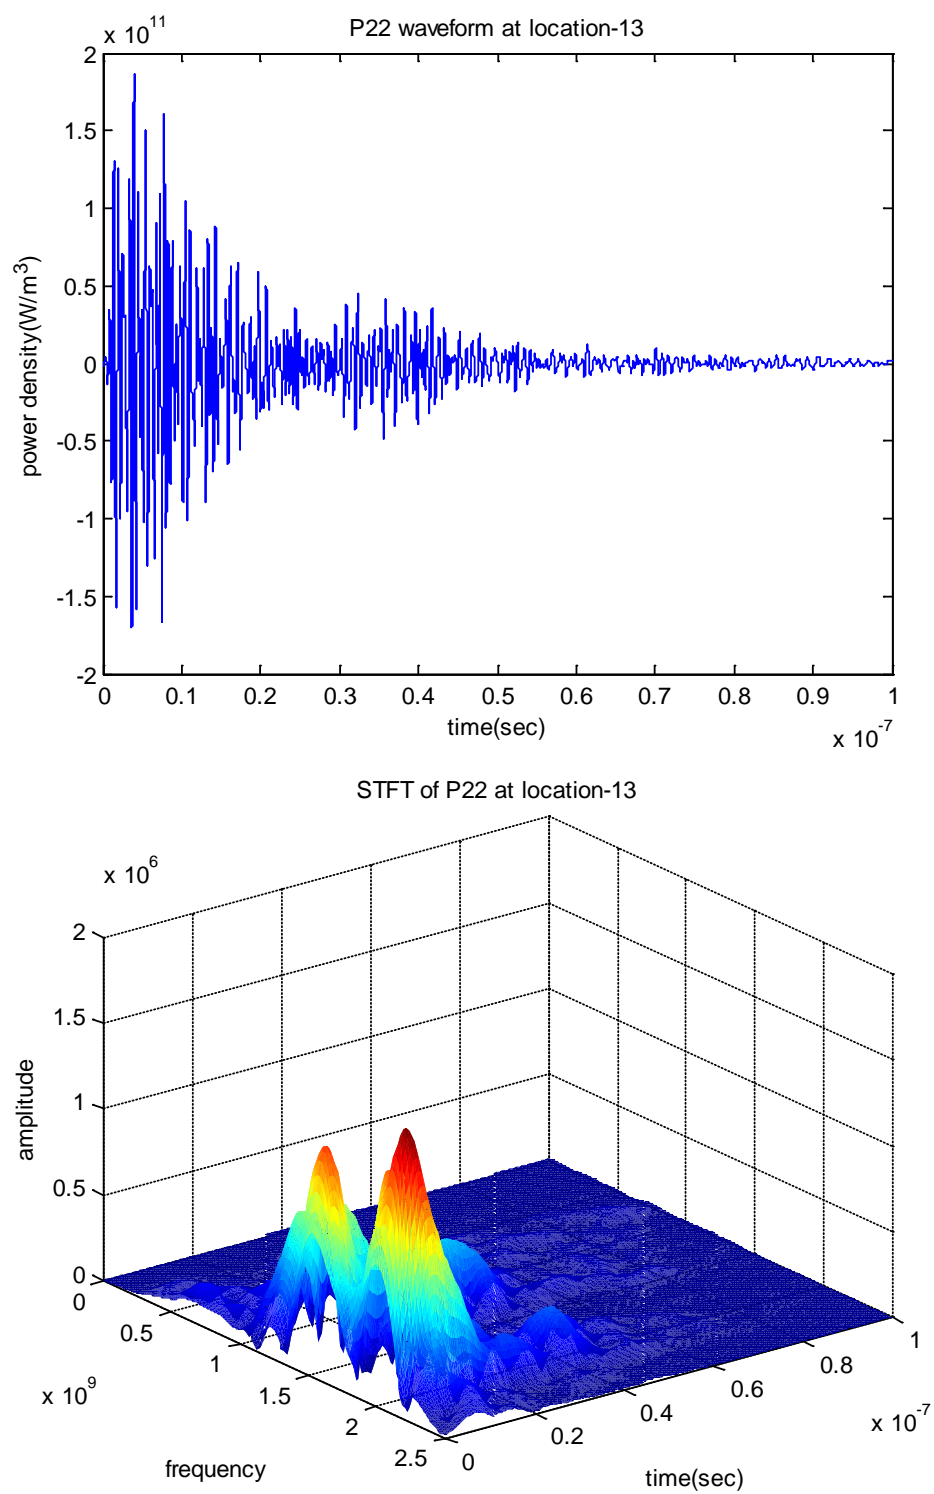 x 10^11
P22 waveform at location-13
2
1.5
1
0.5
0
-0.5
-1
-1.5
-2
power density(W/m^3)
0 0.1 0.2 0.3 0.4 0.5 0.6 0.7 0.8 0.9 1
time(sec)
x 10^-7
STFT of P22 at location-13
x 10^6
2
1.5
1
0.5
0
amplitude
0
0.5
1
1.5
2
2.5
x 10^9
frequency
0
0.2
0.4
0.6
0.8
1
x 10^-7
time(sec)